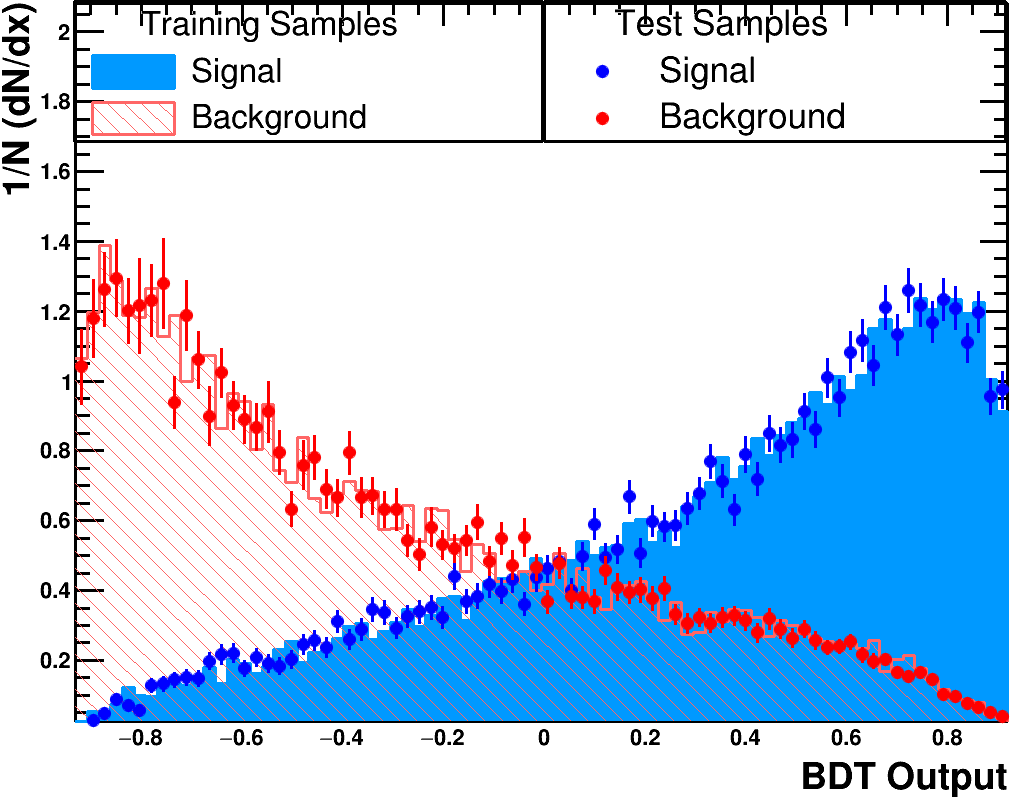 1/N (dN/dx)
Training Samples
Signal
Background
Test Samples
Signal
Background
2
1.8
1.6
1.4
1.2
1
0.8
0.6
0.4
0.2
−0.8 −0.6 −0.4 −0.2 0 0.2 0.4 0.6 0.8
BDT Output